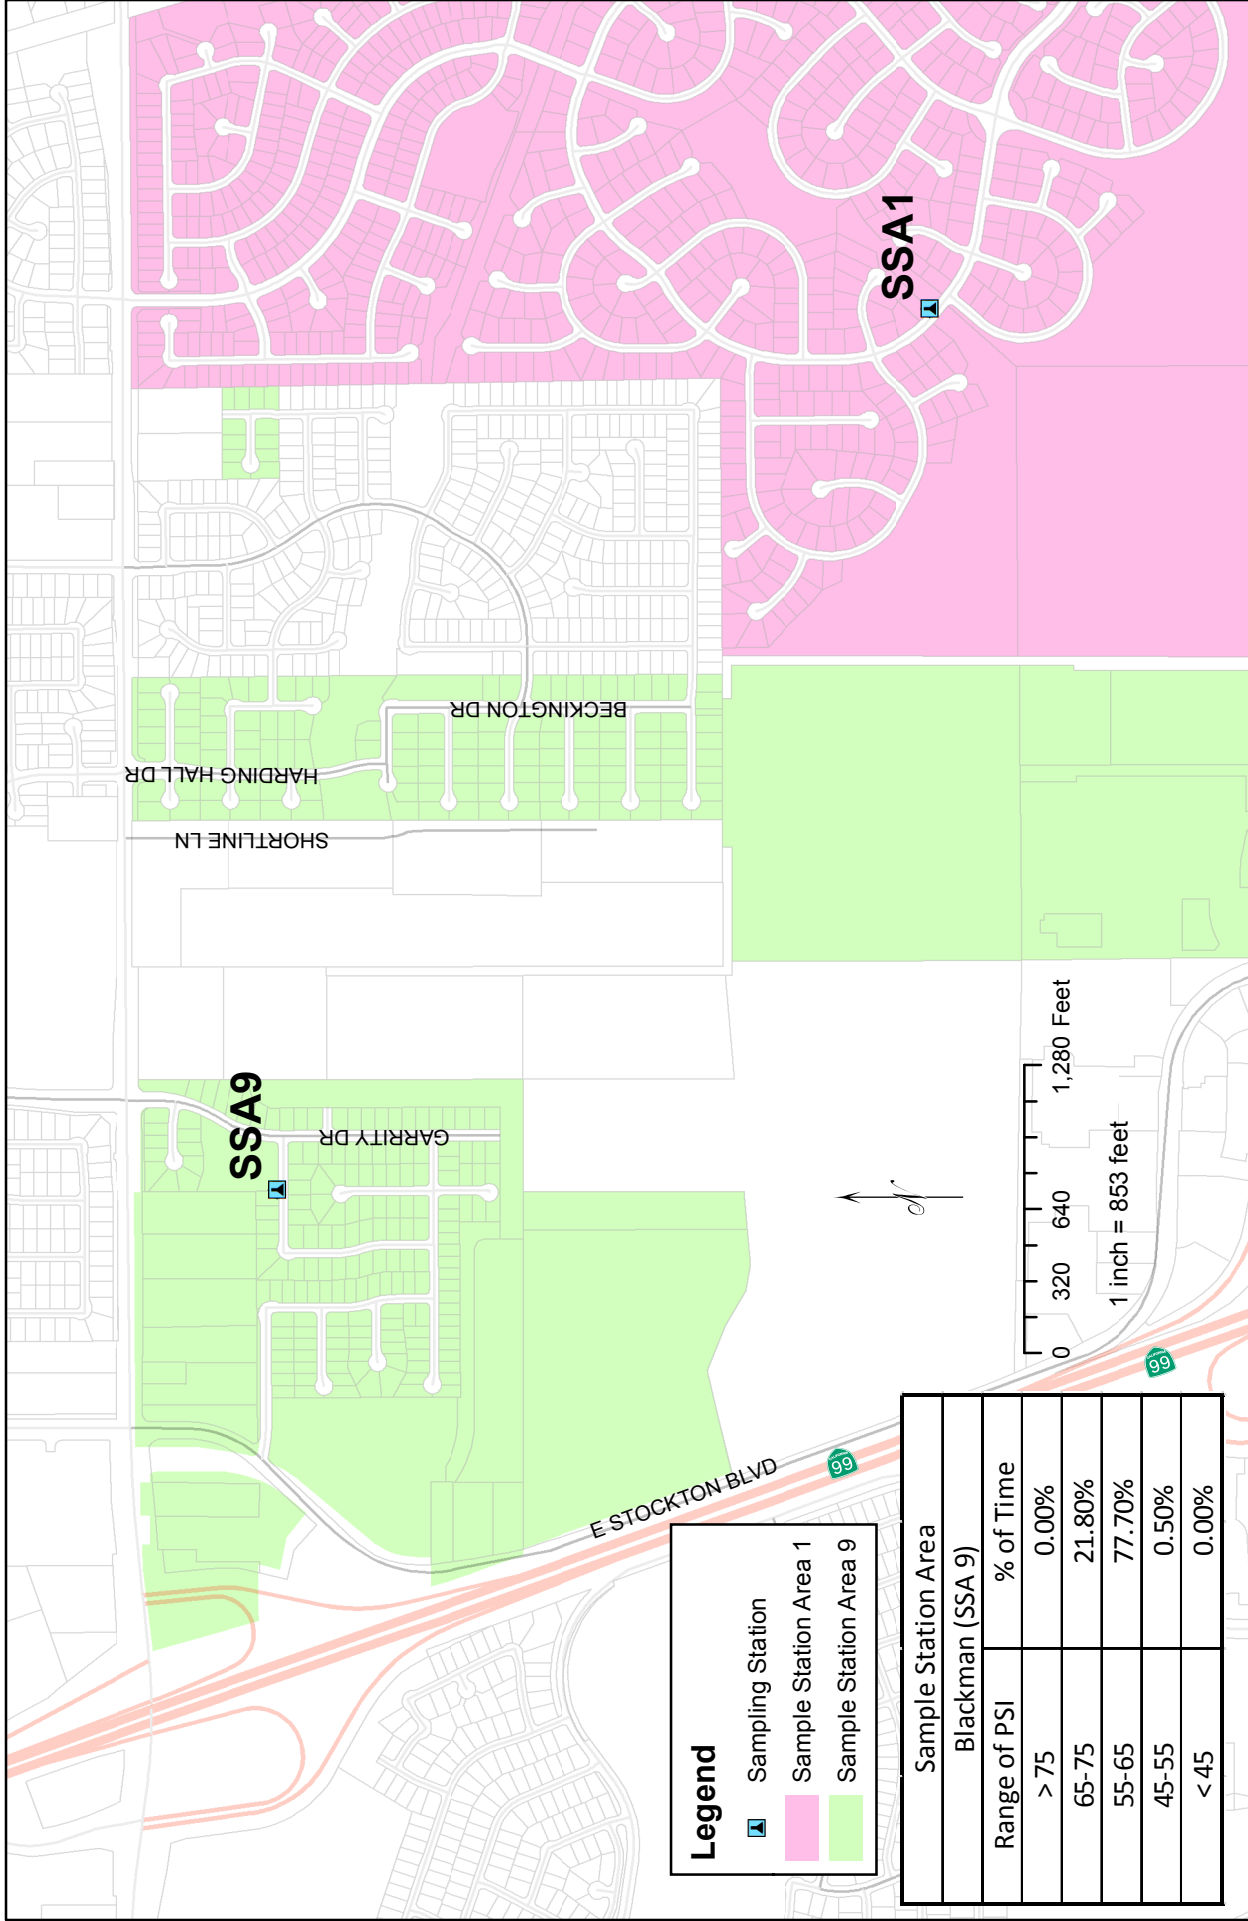 SSA9
SSA1
HARDING HALL DR
BECKINGTON DR
SHORTLINE LN
GARRITY DR
E STOCKTON BLVD
99
99
Legend
Sampling Station
Sample Station Area 1
Sample Station Area 9
0 320 640 1,280 Feet
1 inch = 853 feet
Sample Station Area
Blackman (SSA 9)
Range of PSI % of Time
>75 0.00%
65-75 21.80%
55-65 77.70%
45-55 0.50%
<45 0.00%